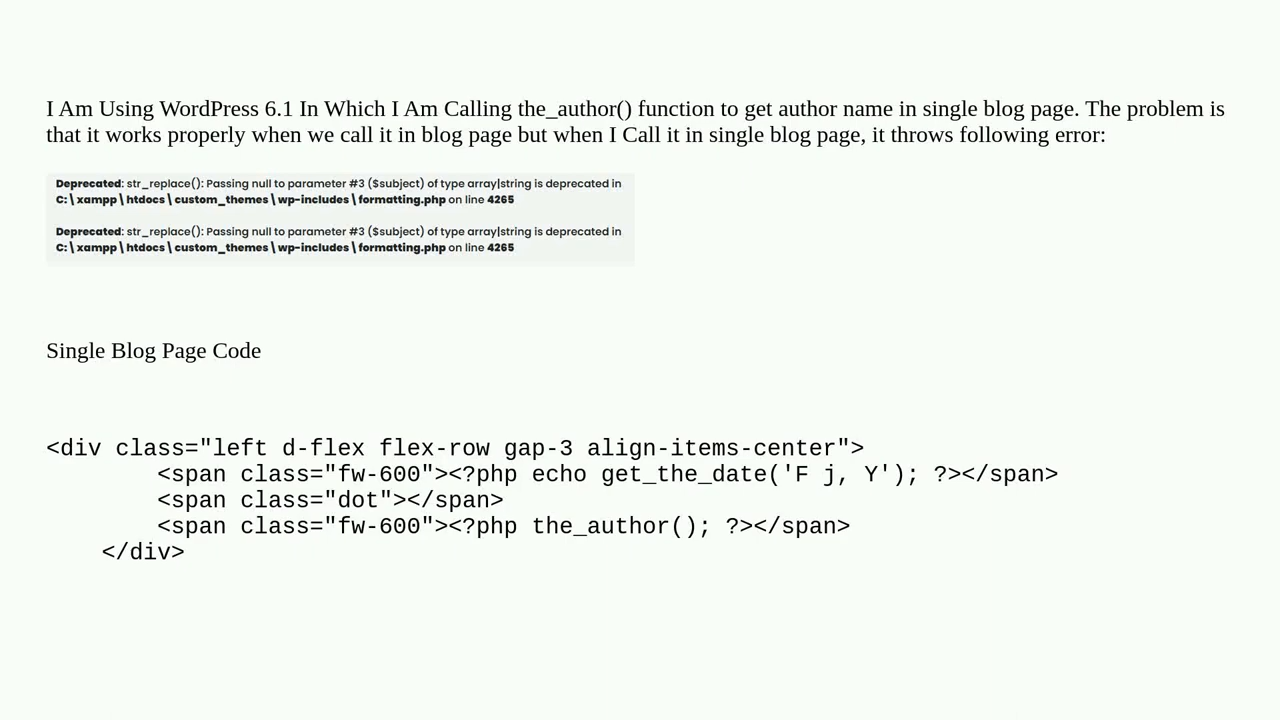 I Am Using WordPress 6.1 In Which I Am Calling the_author() function to get author name in single blog page. The problem is
that it works properly when we call it in blog page but when I Call it in single blog page, it throws following error:
Deprecated: str_replace(): Passing null to parameter #3 ($subject) of type array|string is deprecated in
C:\xampp\htdocs\custom_themes\wp-includes\formatting.php on line 4265
Deprecated: str_replace(): Passing null to parameter #3 ($subject) of type array|string is deprecated in
C:\xampp\htdocs\custom_themes\wp-includes\formatting.php on line 4265
Single Blog Page Code
<div class="left d-flex flex-row gap-3 align-items-center">
        <span class="fw-600"><?php echo get_the_date('F j, Y'); ?></span>
        <span class="dot"></span>
        <span class="fw-600"><?php the_author(); ?></span>
    </div>